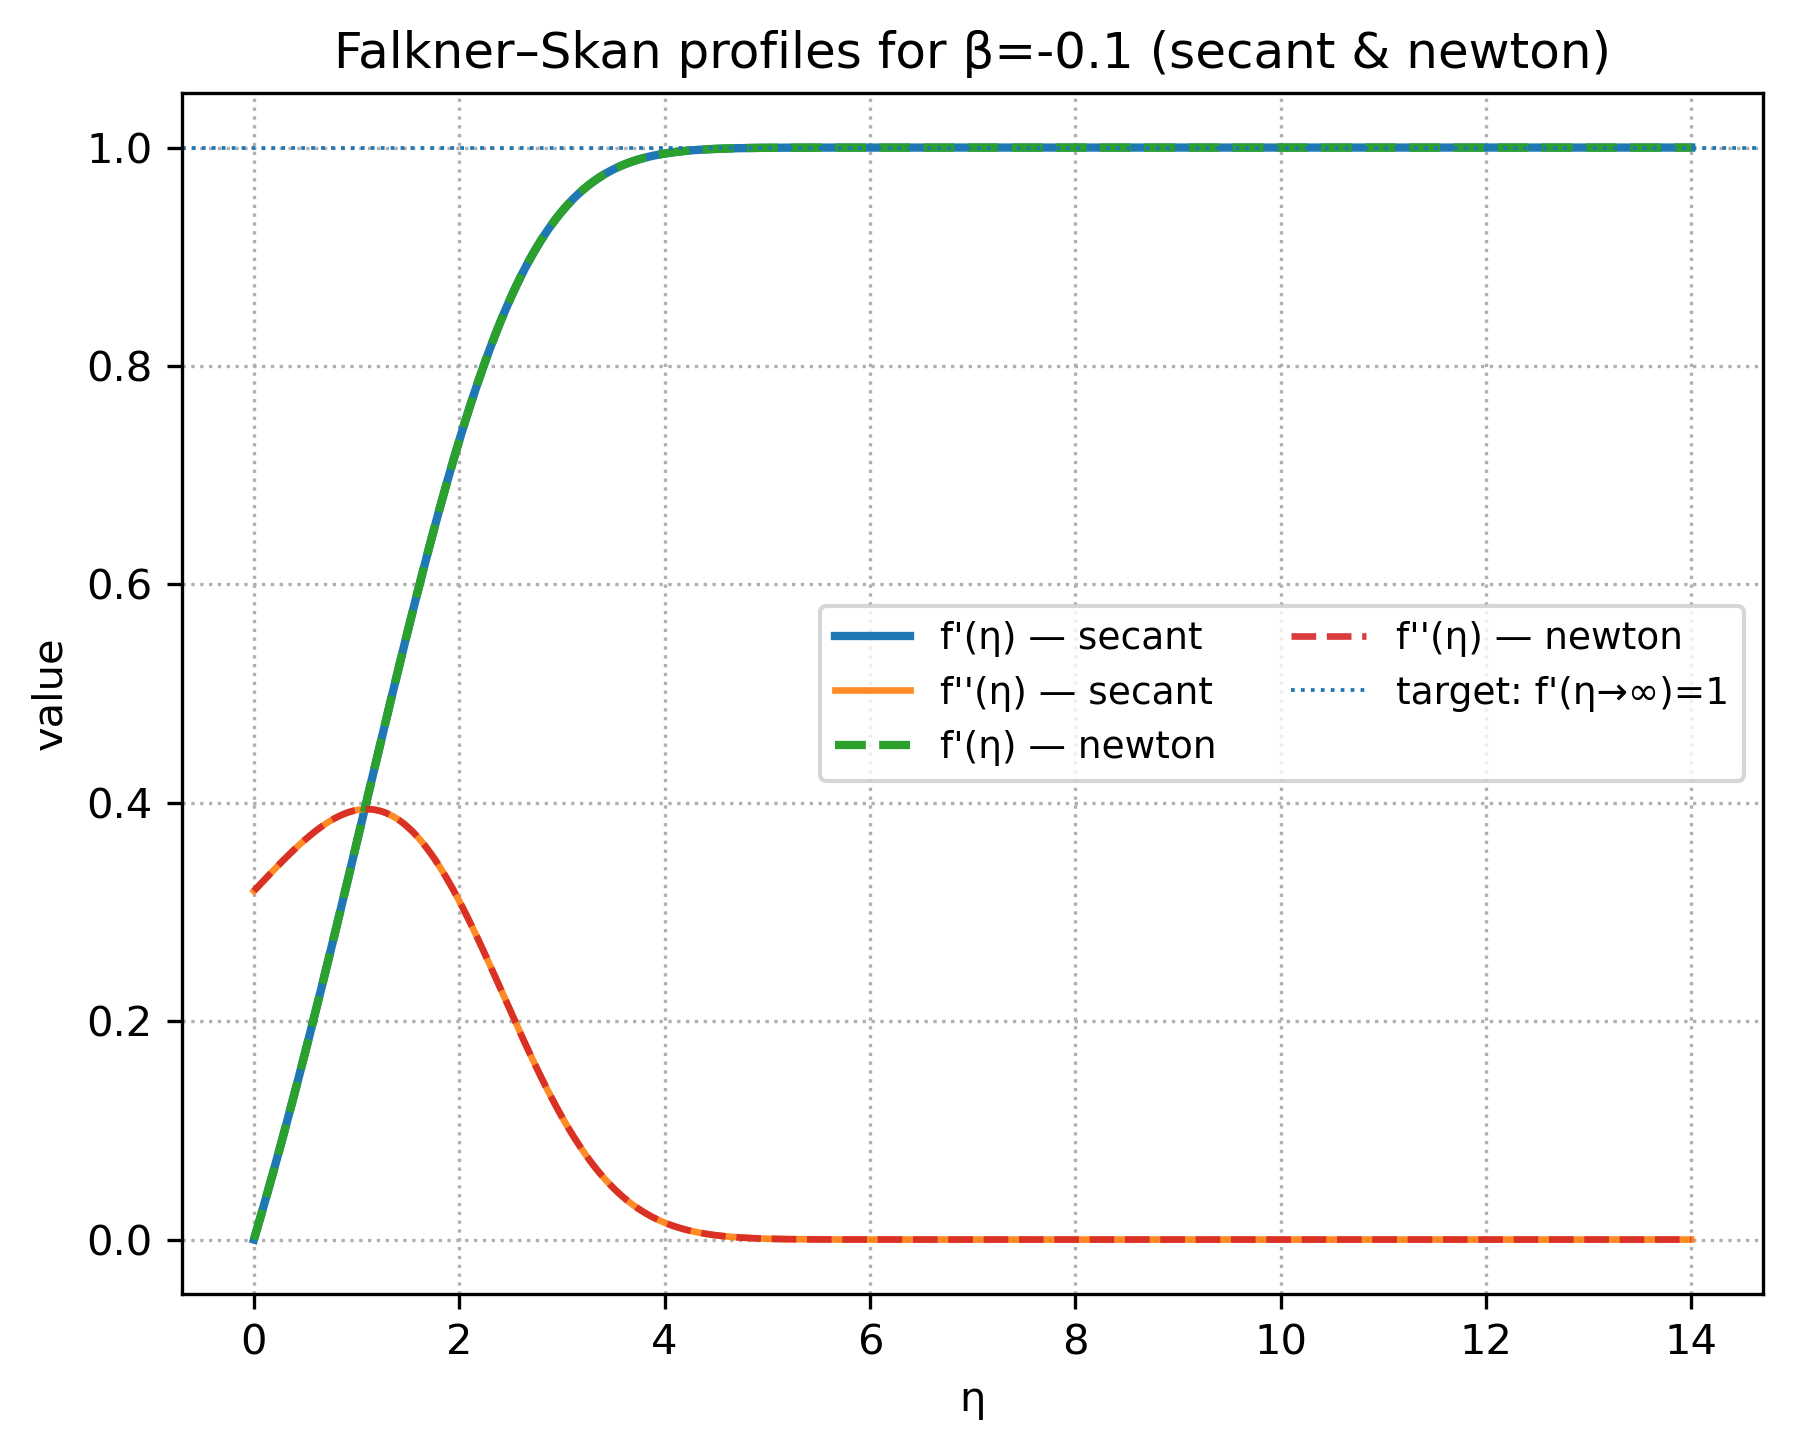 Falkner–Skan profiles for β=-0.1 (secant & newton)
1.0
0.8
0.6
0.4
0.2
0.0
value
f'(η) — secant
f''(η) — secant
f'(η) — newton
f''(η) — newton
target: f'(η→∞)=1
0 2 4 6 8 10 12 14
η